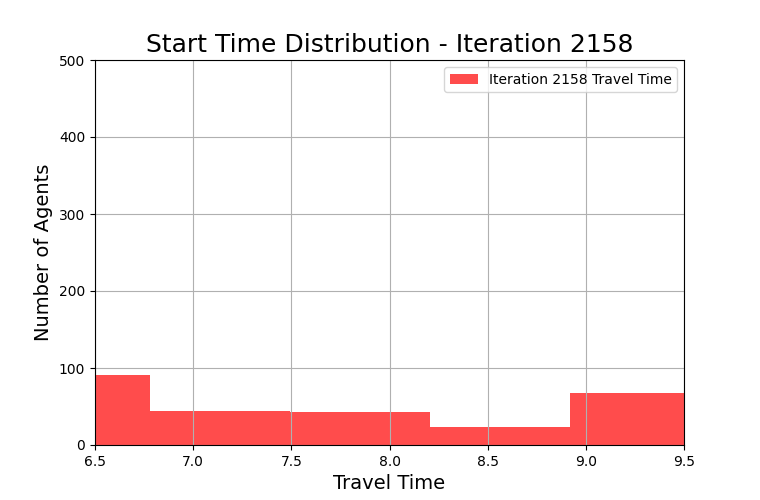 Start Time Distribution - Iteration 2158
Iteration 2158 Travel Time
Number of Agents
500
400
300
200
100
0
6.5 7.0 7.5 8.0 8.5 9.0 9.5
Travel Time